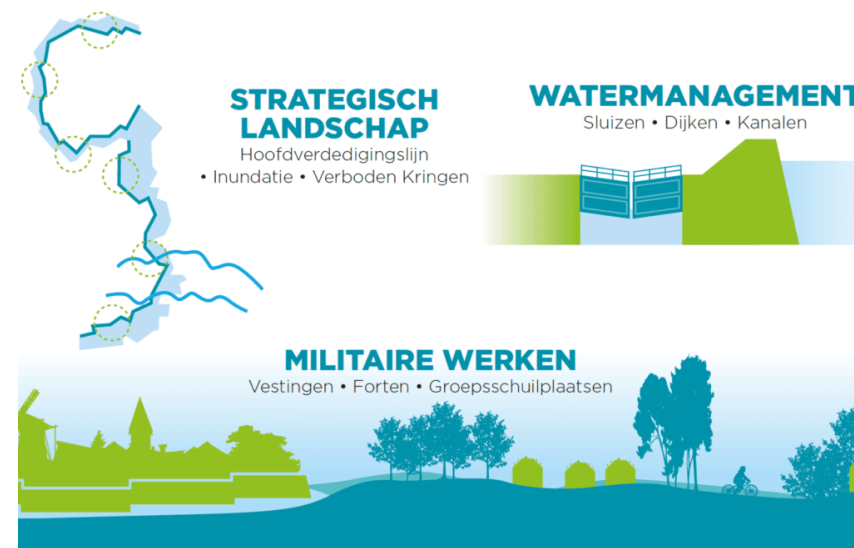 STRATEGISCH
LANDSCHAP
Hoofdverdedigingslijn
• Inundatie • Verboden Kringen
WATERMANAGEMENT
Sluizen • Dijken • Kanalen
MILITAIRE WERKEN
Vestingen • Forten • Groepsschuilplaatsen